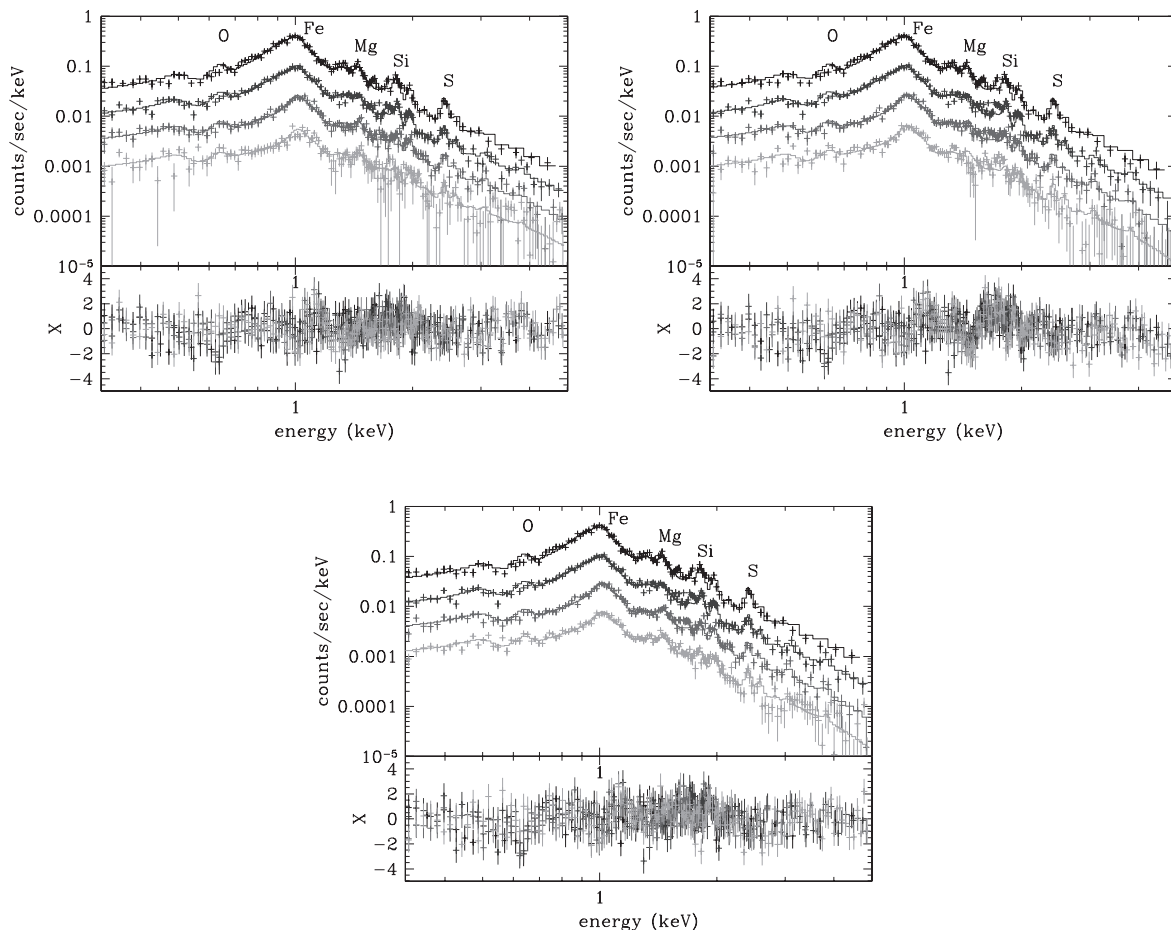 1
0.1
0.01
0.001
0.0001
10⁻⁵
counts/sec/keV
O
Fe
Mg
Si
S
1
4
2
0
−2
−4
X
1
energy (keV)
1
0.1
0.01
0.001
0.0001
10⁻⁵
counts/sec/keV
O
Fe
Mg
Si
S
1
4
2
0
−2
−4
X
1
energy (keV)
1
0.1
0.01
0.001
0.0001
10⁻⁵
counts/sec/keV
O
Fe
Mg
Si
S
1
4
2
0
−2
−4
X
1
energy (keV)